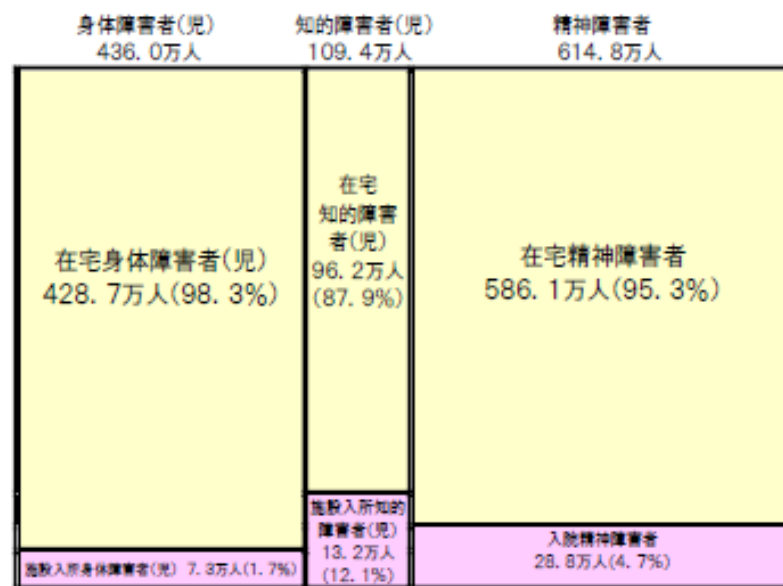 身体障害者(児)
436.0万人
知的障害者(児)
109.4万人
精神障害者
614.8万人
在宅身体障害者(児)
428.7万人(98.3%)
在宅
知的障害
者(児)
96.2万人
(87.9%)
在宅精神障害者
586.1万人(95.3%)
施設入所身体障害者(児) 7.3万人(1.7%)
施設入所知的
障害者(児)
13.2万人
(12.1%)
入院精神障害者
28.8万人(4.7%)